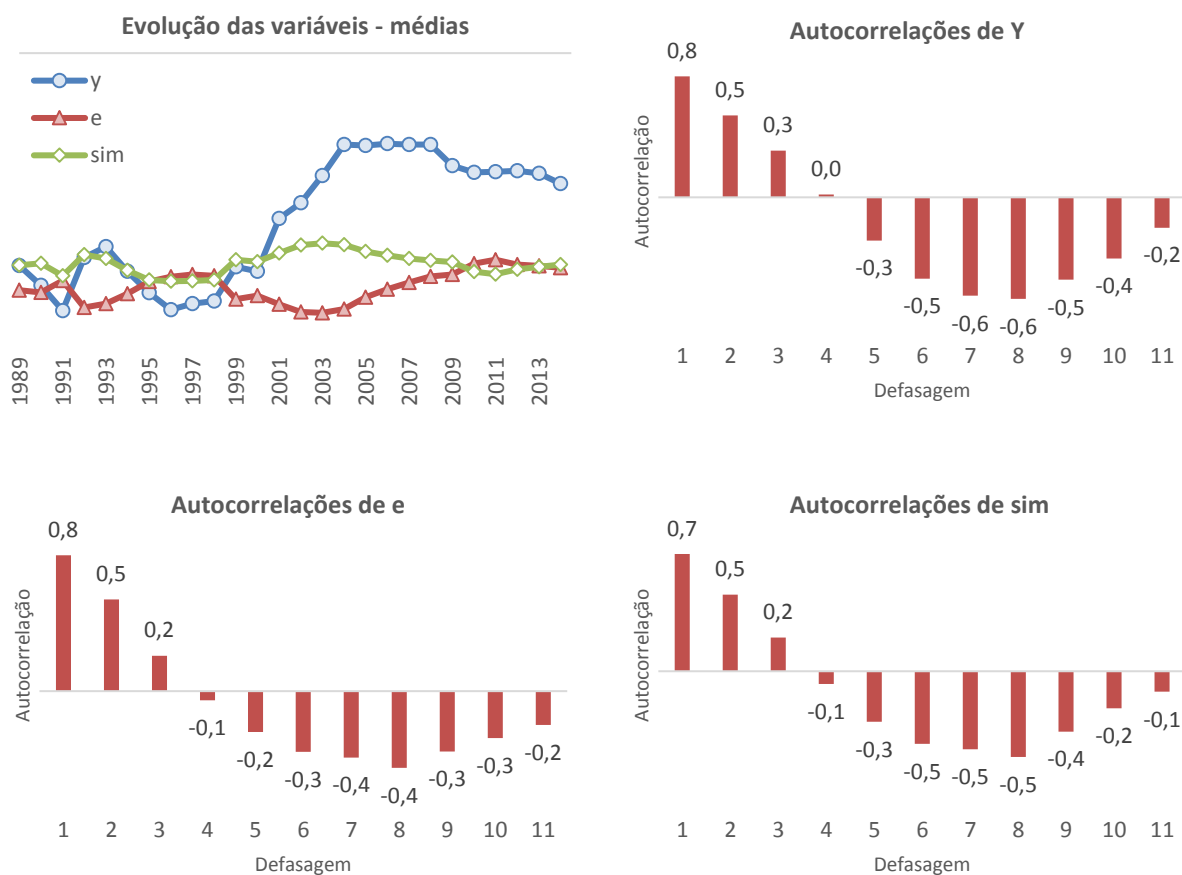 Evolução das variáveis - médias
y
e
sim
1989
1991
1993
1995
1997
1999
2001
2003
2005
2007
2009
2011
2013
Autocorrelações de Y
Autocorrelação
0,8
0,5
0,3
0,0
-0,3
-0,5
-0,6
-0,6
-0,5
-0,4
-0,2
1 2 3 4 5 6 7 8 9 10 11
Defasagem
Autocorrelações de e
Autocorrelação
0,8
0,5
0,2
-0,1
-0,2
-0,3
-0,4
-0,4
-0,3
-0,3
-0,2
1 2 3 4 5 6 7 8 9 10 11
Defasagem
Autocorrelações de sim
Autocorrelação
0,7
0,5
0,2
-0,1
-0,3
-0,5
-0,5
-0,5
-0,4
-0,2
-0,1
1 2 3 4 5 6 7 8 9 10 11
Defasagem